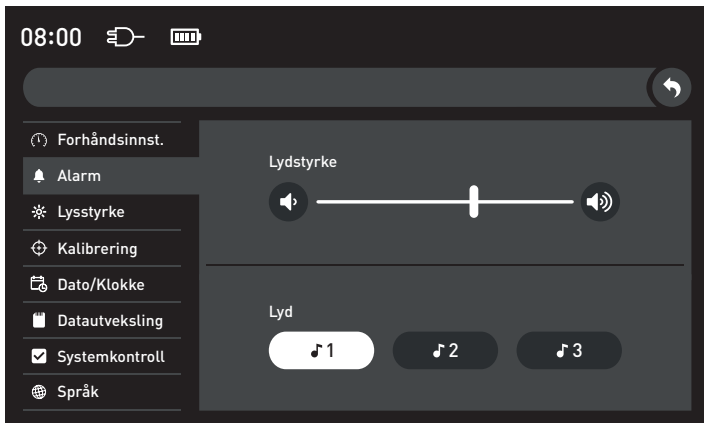 08:00
Forhåndsinnst.
Alarm
Lysstyrke
Kalibrering
Dato/Klokke
Datautveksling
Systemkontroll
Språk
Lydstyrke
Lyd
1
2
3